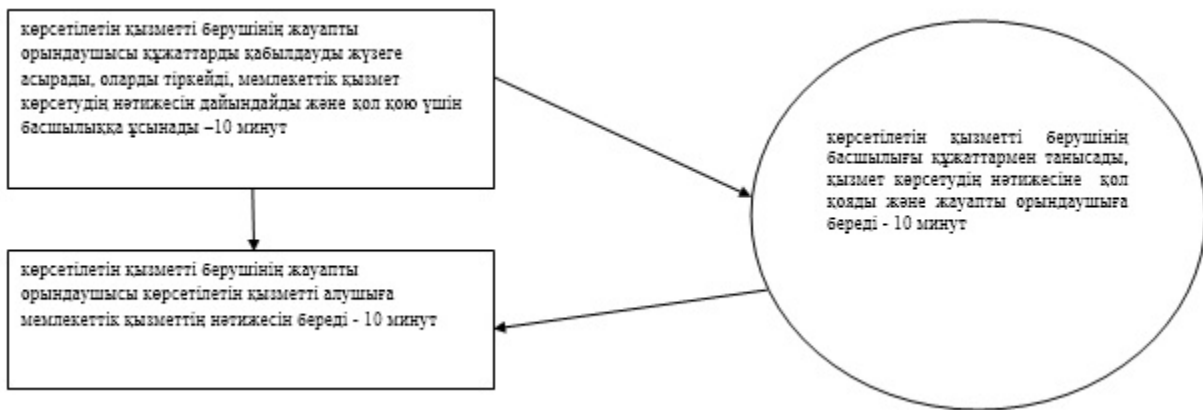 көрсетілетін қызметті берушінің жауапты
орындаушысы құжаттарды қабылдауды жүзеге
асырады, оларды тіркейді, мемлекеттік қызмет
көрсетудің нәтижесін дайындайды және қол қою үшін
басшылыққа ұсынады –10 минут
көрсетілетін қызметті берушінің
басшылығы құжаттармен танысады,
қызмет көрсетудің нәтижесіне қол
қояды және жауапты орындаушыға
береді - 10 минут
көрсетілетін қызметті берушінің жауапты
орындаушысы көрсетілетін қызметті алушыға
мемлекеттік қызметтің нәтижесін береді - 10 минут